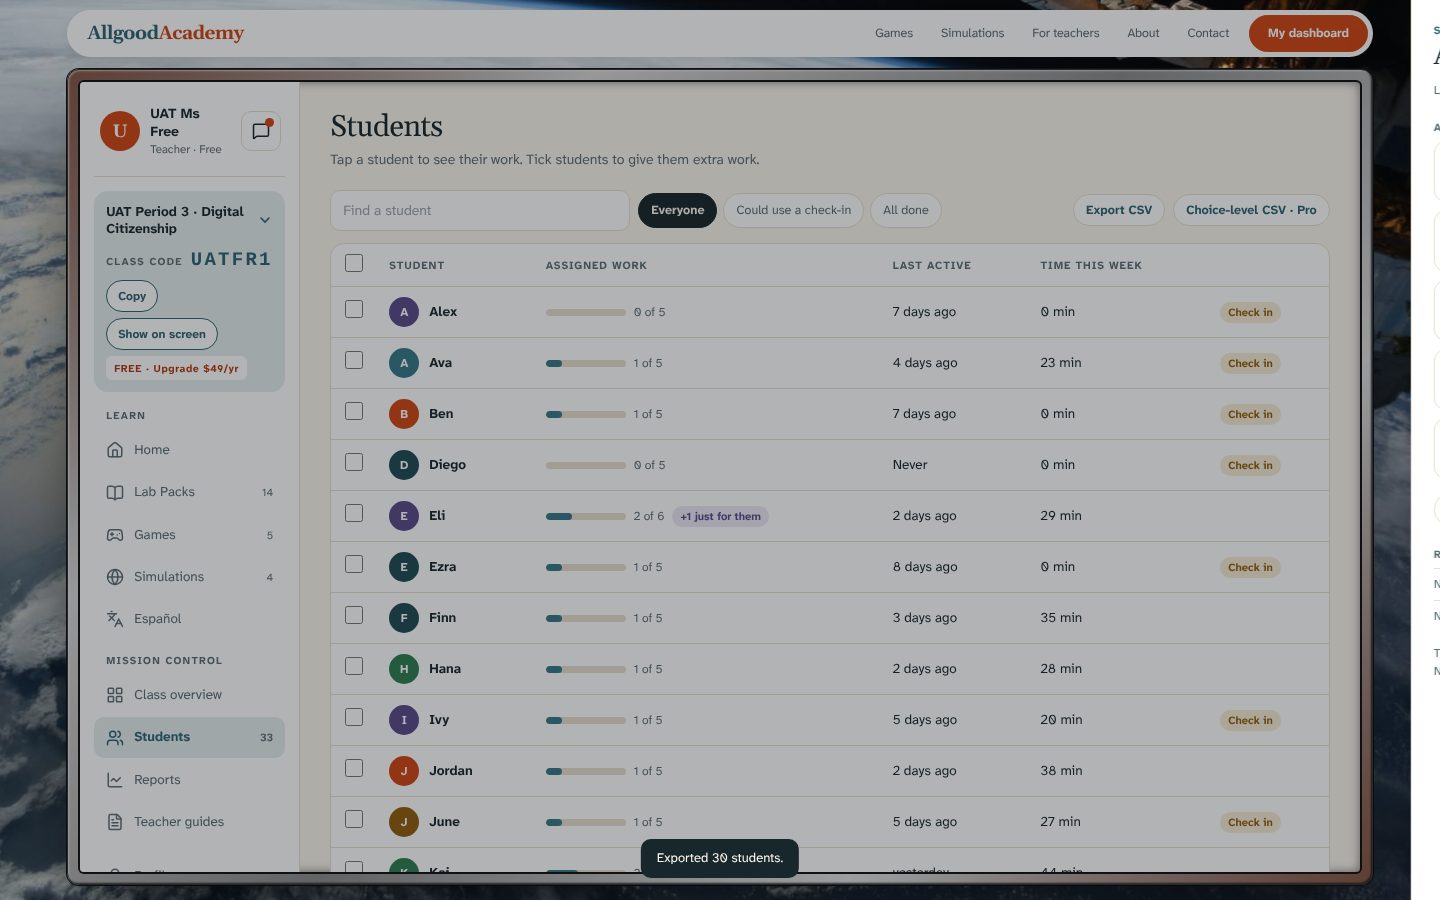 AllgoodAcademy
Games
Simulations
For teachers
About
Contact
My dashboard
U
UAT Ms
Free
Teacher · Free
UAT Period 3 · Digital
Citizenship
CLASS CODE UATFR1
Copy
Show on screen
FREE · Upgrade $49/yr
LEARN
Home
Lab Packs 14
Games 5
Simulations 4
Español
MISSION CONTROL
Class overview
Students 33
Reports
Teacher guides
Students
Tap a student to see their work. Tick students to give them extra work.
Find a student
Everyone
Could use a check-in
All done
Export CSV
Choice-level CSV · Pro
STUDENT ASSIGNED WORK LAST ACTIVE TIME THIS WEEK
A Alex 0 of 5 7 days ago 0 min Check in
A Ava 1 of 5 4 days ago 23 min Check in
B Ben 1 of 5 7 days ago 0 min Check in
D Diego 0 of 5 Never 0 min Check in
E Eli 2 of 6 +1 just for them 2 days ago 29 min
E Ezra 1 of 5 8 days ago 0 min Check in
F Finn 1 of 5 3 days ago 35 min
H Hana 1 of 5 2 days ago 28 min
I Ivy 1 of 5 5 days ago 20 min Check in
J Jordan 1 of 5 2 days ago 38 min
J June 1 of 5 5 days ago 27 min Check in
Exported 30 students.